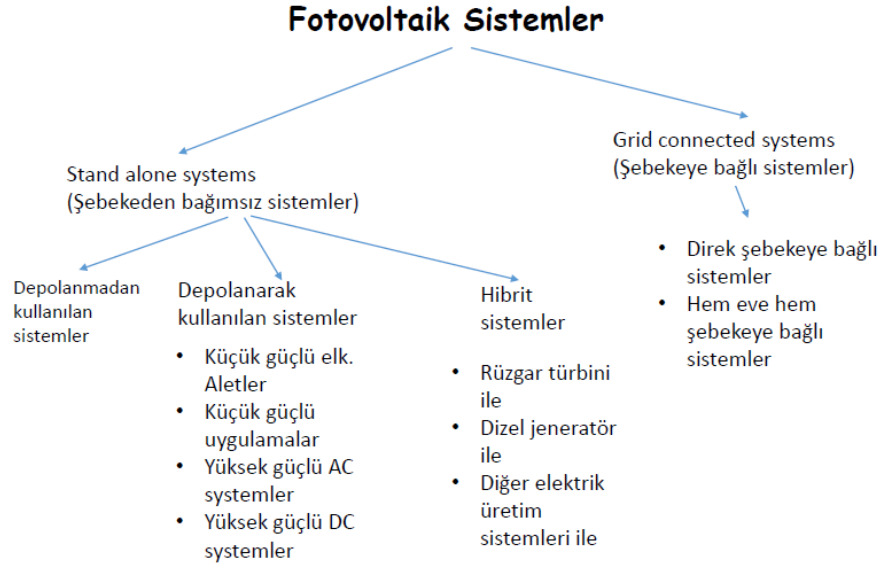 Fotovoltaik Sistemler
Stand alone systems
(Şebekeden bağımsız sistemler)
Grid connected systems
(Şebekeye bağlı sistemler)
Depolanmadan
kullanılan
sistemler
Depolanarak
kullanılan sistemler
• Küçük güçlü elk.
Aletler
• Küçük güçlü
uygulamalar
• Yüksek güçlü AC
systemler
• Yüksek güçlü DC
systemler
Hibrit
sistemler
• Rüzgar türbini
ile
• Dizel jeneratör
ile
• Diğer elektrik
üretim
sistemleri ile
• Direk şebekeye bağlı
sistemler
• Hem eve hem
şebekeye bağlı
sistemler